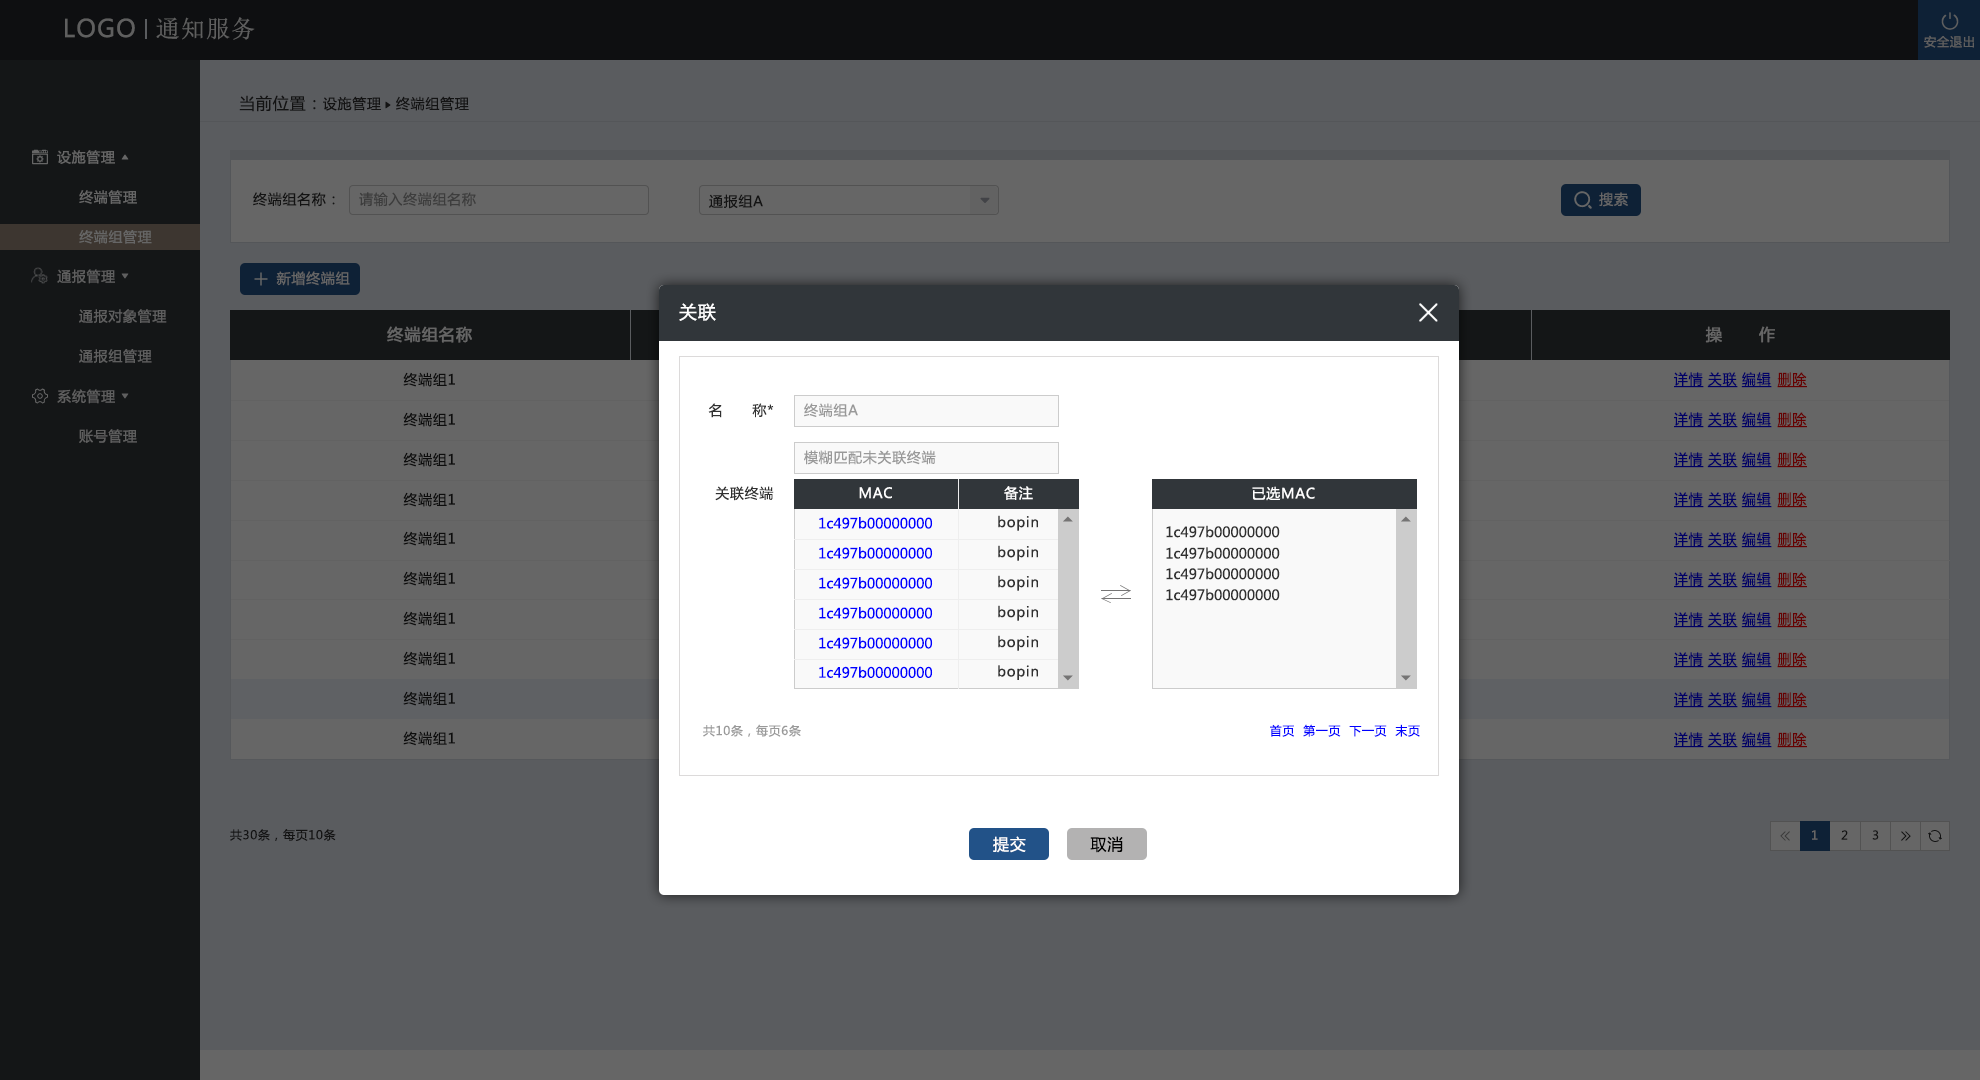 LOGO | 通知服务
安全退出
当前位置：设施管理 ▸ 终端组管理
设施管理
终端管理
终端组管理
通报管理
通报对象管理
通报组管理
系统管理
账号管理
终端组名称： 请输入终端组名称 通报组A 搜索
新增终端组
终端组名称 操 作
终端组1 详情 关联 编辑 删除
终端组1 详情 关联 编辑 删除
终端组1 详情 关联 编辑 删除
终端组1 详情 关联 编辑 删除
终端组1 详情 关联 编辑 删除
终端组1 详情 关联 编辑 删除
终端组1 详情 关联 编辑 删除
终端组1 详情 关联 编辑 删除
终端组1 详情 关联 编辑 删除
终端组1 详情 关联 编辑 删除
共30条，每页10条
« 1 2 3 »
关联
名 称* 终端组A
模糊匹配未关联终端
关联终端
MAC 备注
1c497b00000000 bopin
1c497b00000000 bopin
1c497b00000000 bopin
1c497b00000000 bopin
1c497b00000000 bopin
1c497b00000000 bopin
已选MAC
1c497b00000000
1c497b00000000
1c497b00000000
1c497b00000000
共10条，每页6条
首页 第一页 下一页 末页
提交 取消